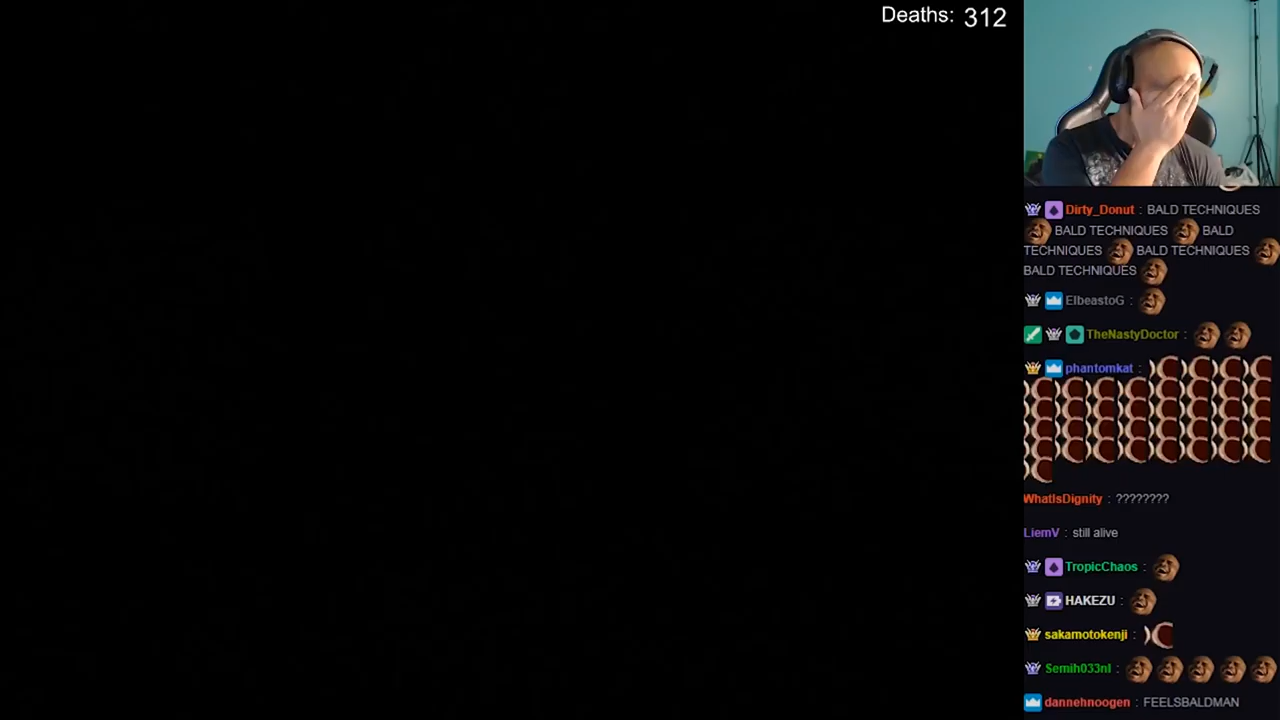 Deaths: 312
Dirty_Donut : BALD TECHNIQUES
BALD TECHNIQUES BALD
TECHNIQUES BALD TECHNIQUES
BALD TECHNIQUES
ElbeastoG :
TheNastyDoctor :
phantomkat :
WhatIsDignity : ????????
LiemV : still alive
TropicChaos :
HAKEZU :
sakamotokenji :
Semih033nl :
dannehnoogen : FEELSBALDMAN